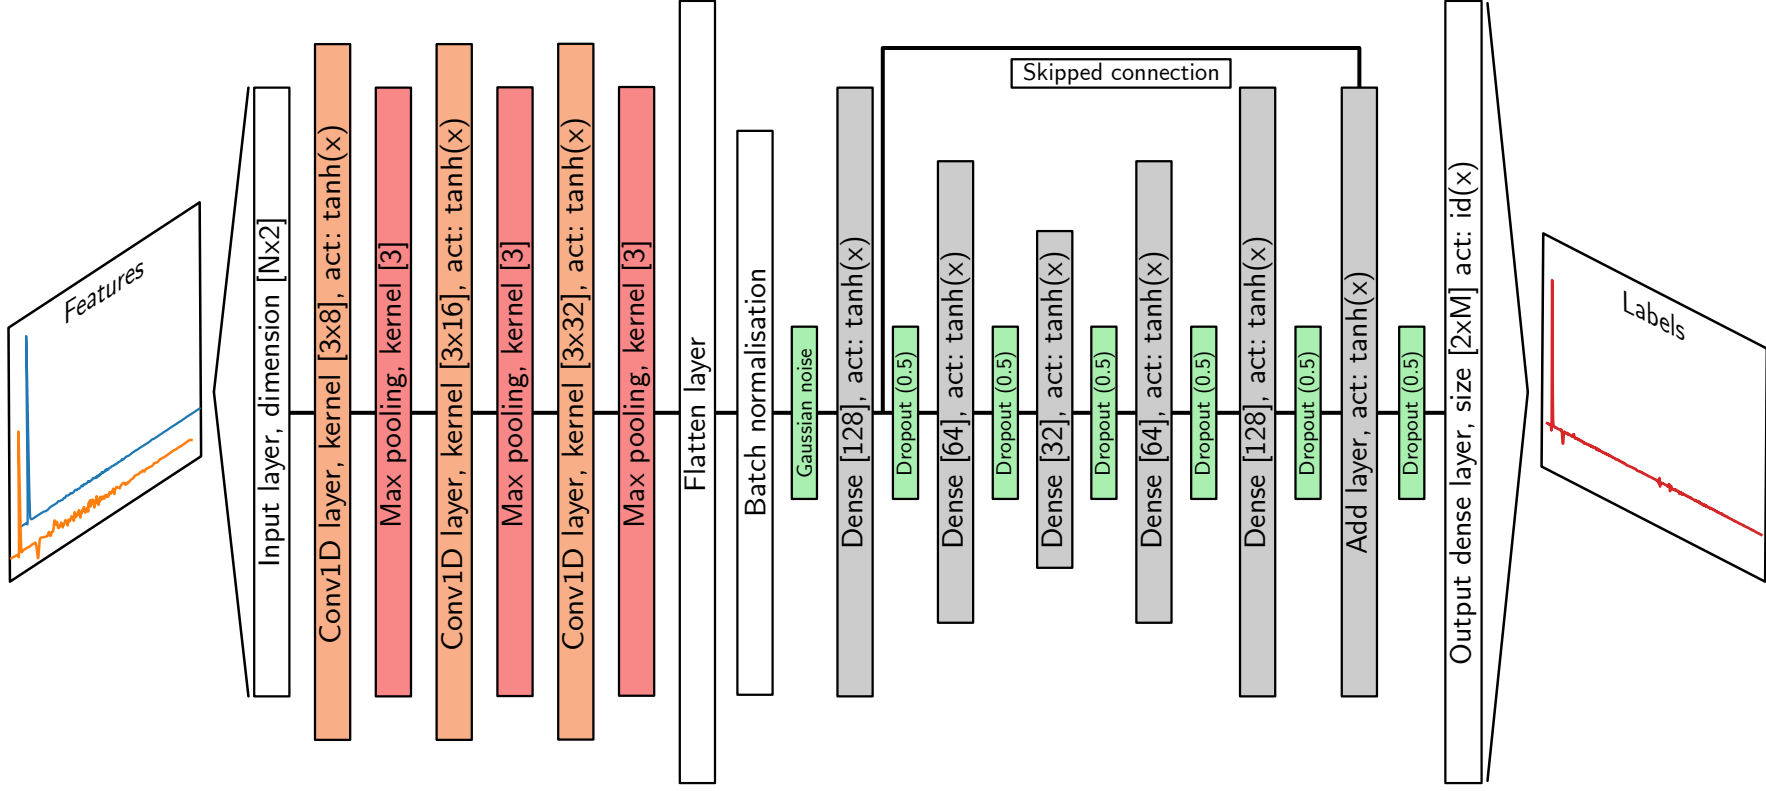 Features
Input layer, dimension [Nx2]
Conv1D layer, kernel [3x8], act: tanh(x)
Max pooling, kernel [3]
Conv1D layer, kernel [3x16], act: tanh(x)
Max pooling, kernel [3]
Conv1D layer, kernel [3x32], act: tanh(x)
Max pooling, kernel [3]
Flatten layer
Batch normalisation
Gaussian noise
Dense [128], act: tanh(x)
Skipped connection
Dropout (0.5)
Dense [64], act: tanh(x)
Dropout (0.5)
Dense [32], act: tanh(x)
Dropout (0.5)
Dense [64], act: tanh(x)
Dropout (0.5)
Dense [128], act: tanh(x)
Dropout (0.5)
Add layer, act: tanh(x)
Dropout (0.5)
Output dense layer, size [2xM] act: id(x)
Labels